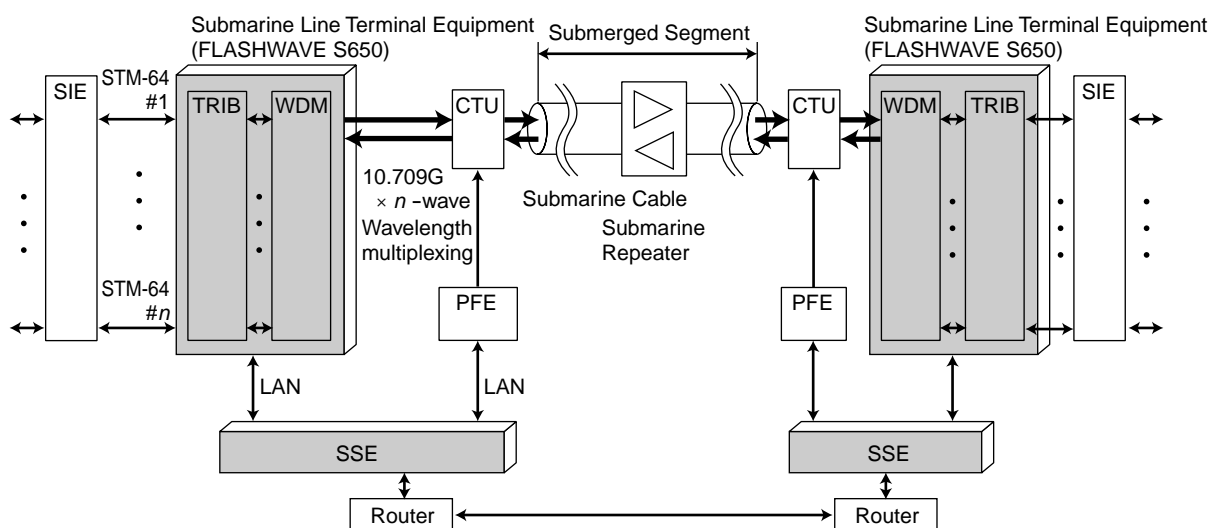 Submarine Line Terminal Equipment
(FLASHWAVE S650)
Submerged Segment
Submarine Line Terminal Equipment
(FLASHWAVE S650)
SIE
STM-64
#1
TRIB
WDM
CTU
CTU
WDM
TRIB
SIE
10.709G
× n -wave
Wavelength
multiplexing
Submarine Cable
Submarine
Repeater
STM-64
#n
PFE
PFE
LAN
LAN
SSE
SSE
Router
Router